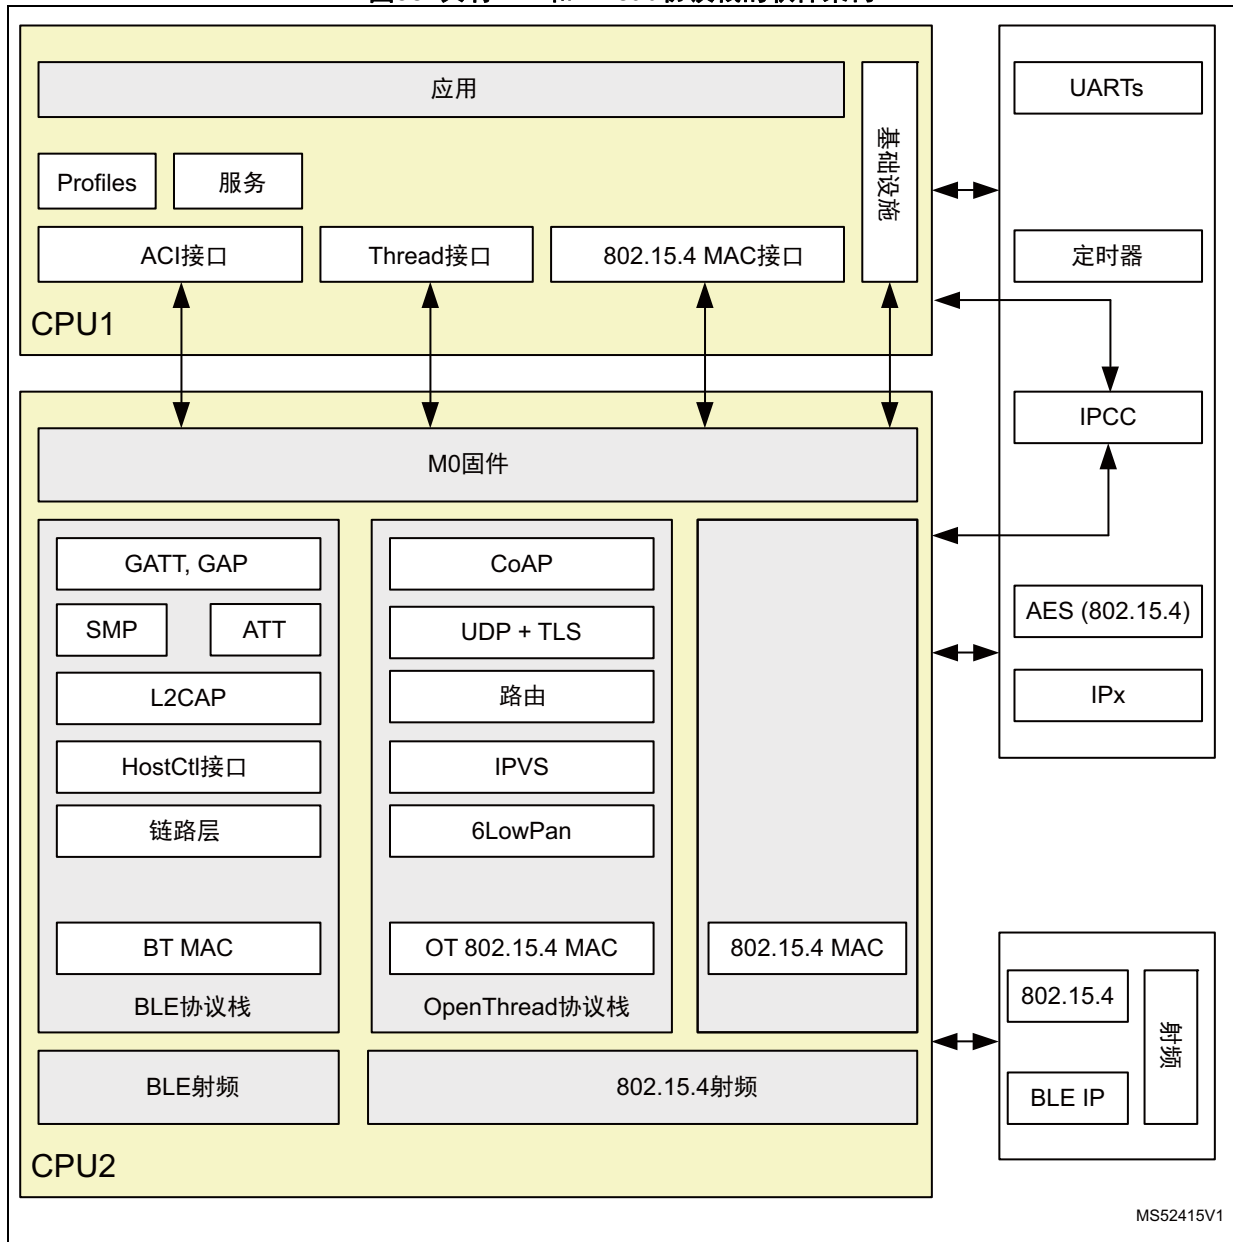 应用
基础设施
Profiles
服务
ACI接口
Thread接口
802.15.4 MAC接口
CPU1
UARTs
定时器
IPCC
AES (802.15.4)
IPx
M0固件
GATT, GAP
SMP
ATT
L2CAP
HostCtl接口
链路层
BT MAC
BLE协议栈
CoAP
UDP + TLS
路由
IPVS
6LowPan
OT 802.15.4 MAC
OpenThread协议栈
802.15.4 MAC
BLE射频
802.15.4射频
CPU2
802.15.4
BLE IP
射频
MS52415V1